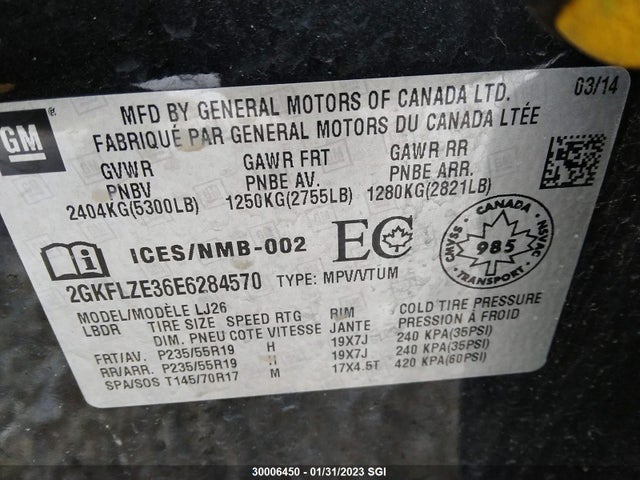 GM
MFD BY GENERAL MOTORS OF CANADA LTD. 03/14
FABRIQUÉ PAR GENERAL MOTORS DU CANADA LTÉE
GVWR GAWR FRT GAWR RR
PNBV PNBE AV. PNBE ARR.
2404KG(5300LB) 1250KG(2755LB) 1280KG(2821LB)
ICES/NMB-002 EC
CANADA
SVAC NVAC
985
TRANSPORT
2GKFLZE36E6284570 TYPE: MPV/VTUM
MODEL/MODÈLE LJ26
LBDR TIRE SIZE SPEED RTG RIM COLD TIRE PRESSURE
DIM. PNEU COTE VITESSE JANTE PRESSION À FROID
FRT/AV. P235/55R19 H 19X7J 240 KPA(35PSI)
RR/ARR. P235/55R19 H 19X7J 240 KPA(35PSI)
SPA/SOS T145/70R17 M 17X4.5T 420 KPA(60PSI)
30006450 - 01/31/2023 SGI